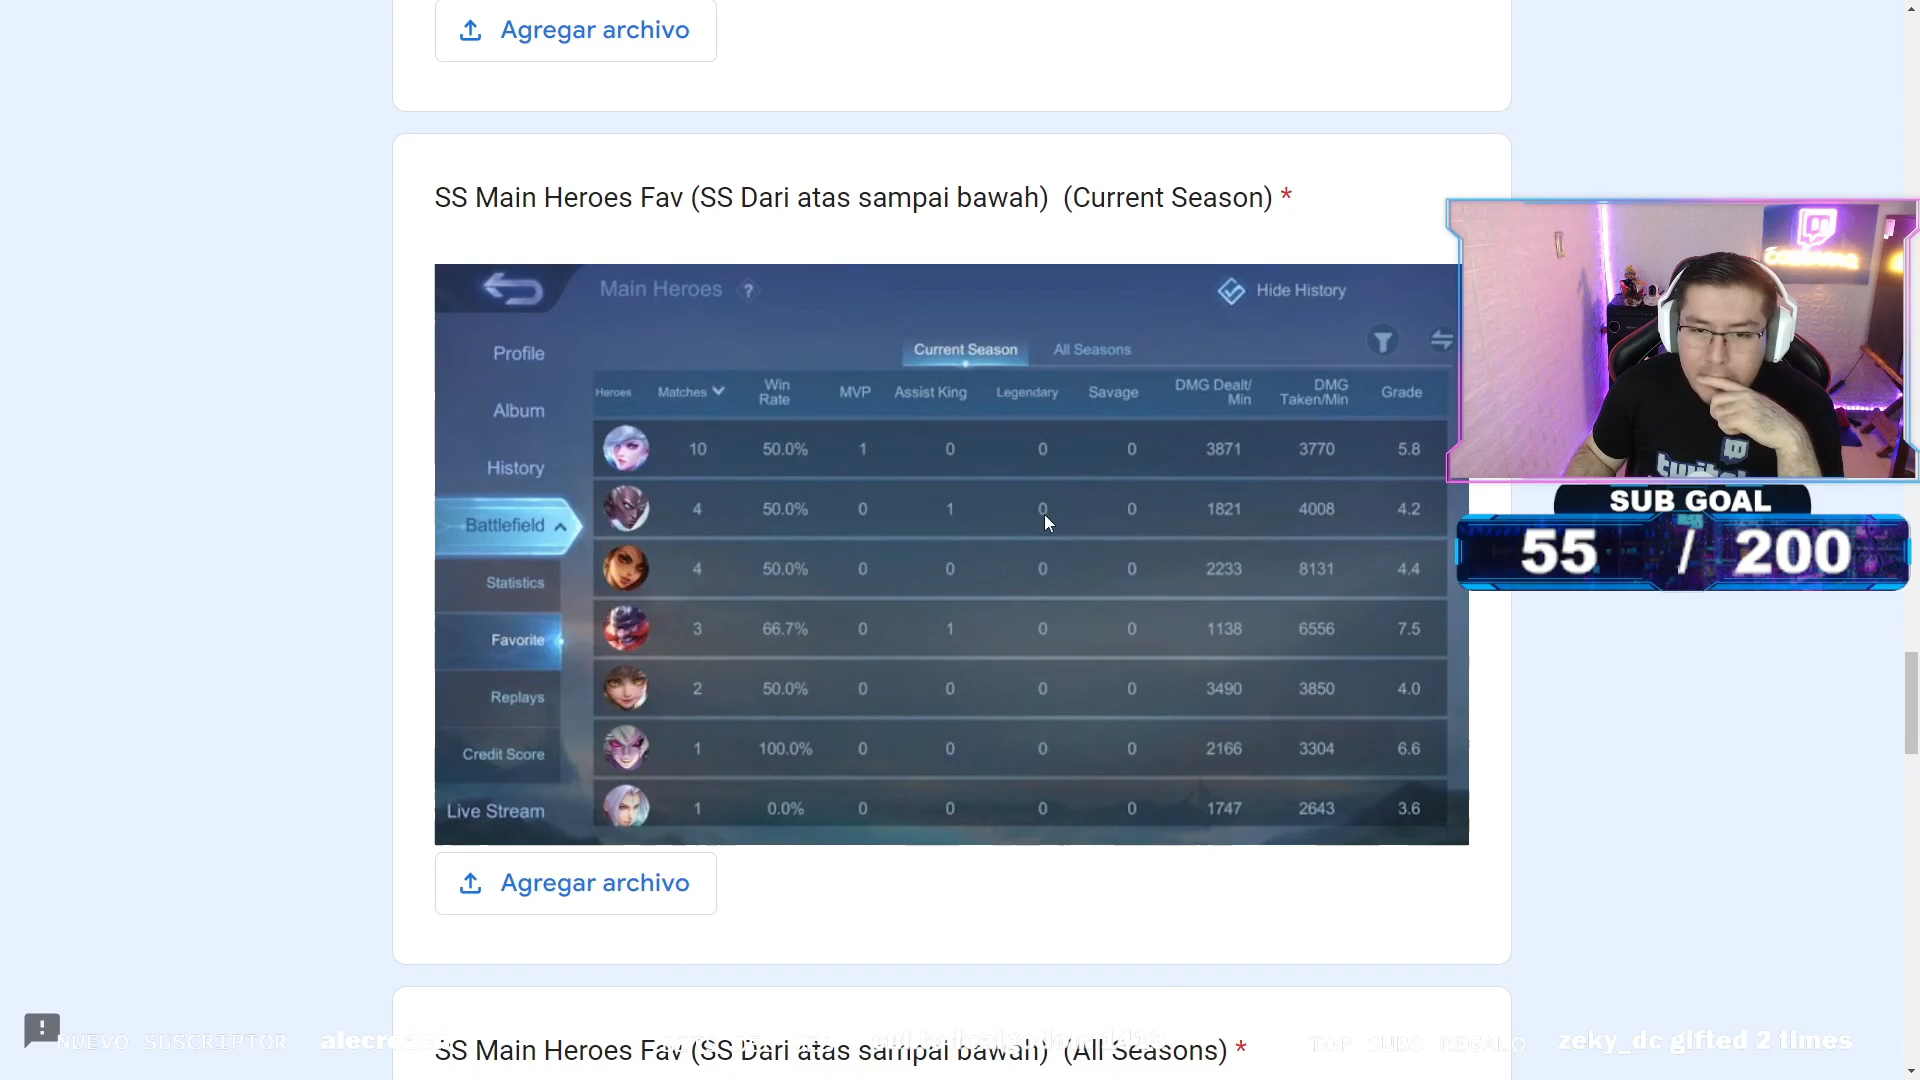 Agregar archivo
SS Main Heroes Fav (SS Dari atas sampai bawah) (Current Season) *
Main Heroes ?
Hide History
Profile
Album
History
Battlefield
Statistics
Favorite
Replays
Credit Score
Live Stream
Current Season All Seasons
Heroes Matches Win Rate MVP Assist King Legendary Savage DMG Dealt/ Min DMG Taken/Min Grade
10 50.0% 1 0 0 0 3871 3770 5.8
4 50.0% 0 1 0 0 1821 4008 4.2
4 50.0% 0 0 0 0 2233 8131 4.4
3 66.7% 0 1 0 0 1138 6556 7.5
2 50.0% 0 0 0 0 3490 3850 4.0
1 100.0% 0 0 0 0 2166 3304 6.6
1 0.0% 0 0 0 0 1747 2643 3.6
SUB GOAL
55 / 200
Agregar archivo
NUEVO SUSCRIPTOR
TOP SUBS REGALO zeky_dc gifted 2 times
SS Main Heroes Fav (SS Dari atas sampai bawah) (All Seasons) *